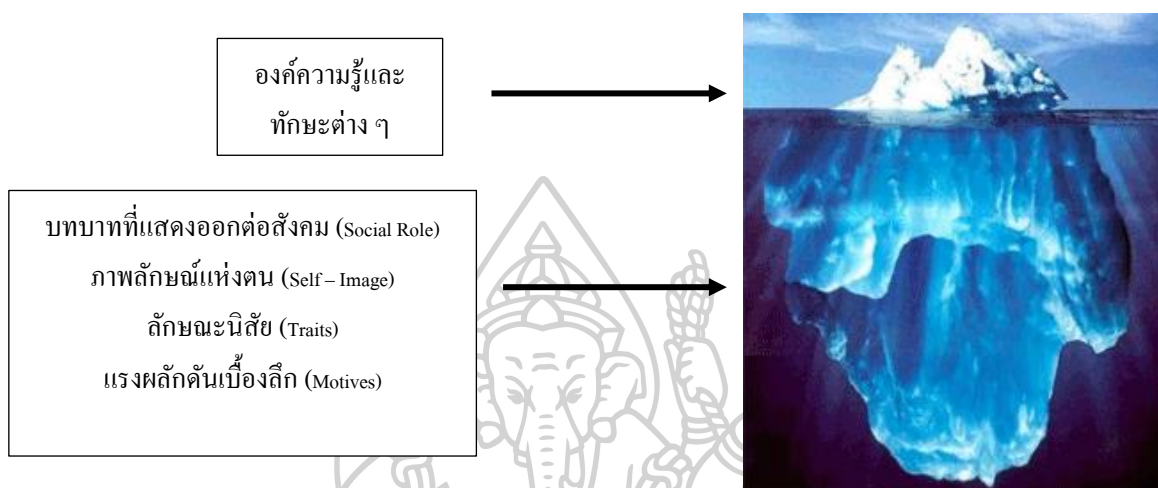 องค์ความรู้และ
ทักษะต่าง ๆ
บทบาทที่แสดงออกต่อสังคม (Social Role)
ภาพลักษณ์แห่งตน (Self – Image)
ลักษณะนิสัย (Traits)
แรงผลักดันเบื้องลึก (Motives)